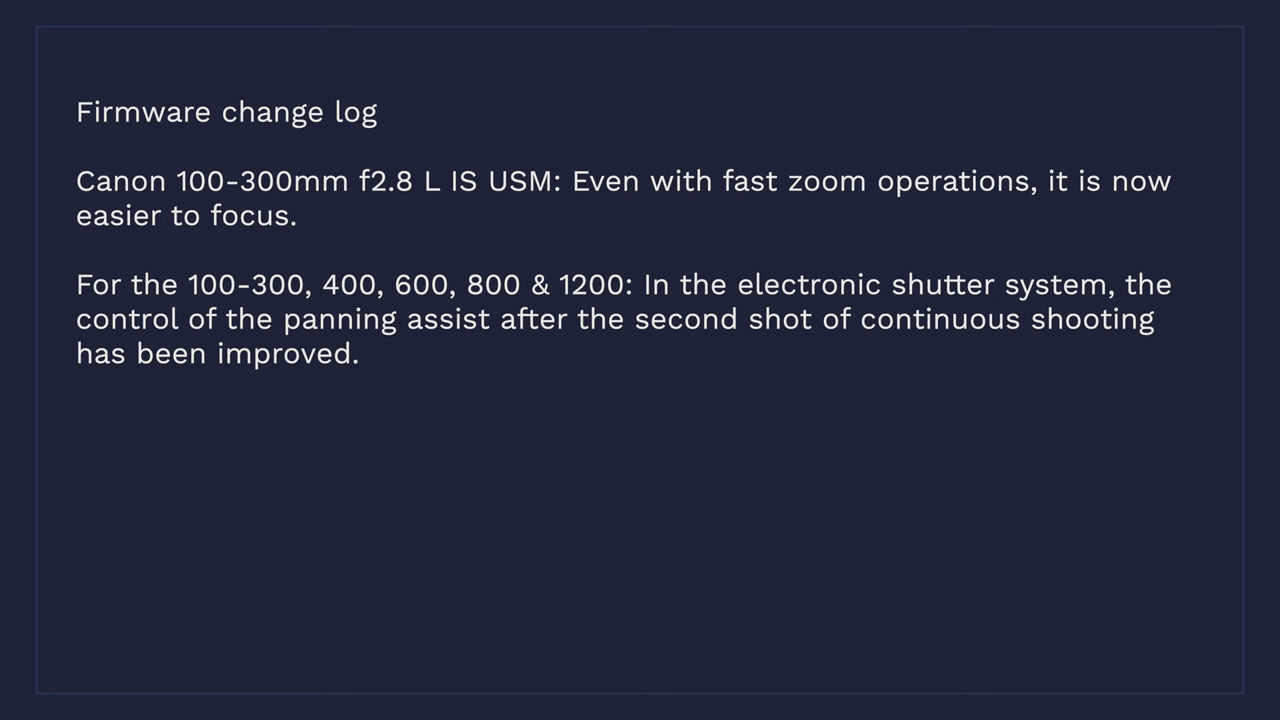 Firmware change log
Canon 100-300mm f2.8 L IS USM: Even with fast zoom operations, it is now
easier to focus.
For the 100-300, 400, 600, 800 & 1200: In the electronic shutter system, the
control of the panning assist after the second shot of continuous shooting
has been improved.